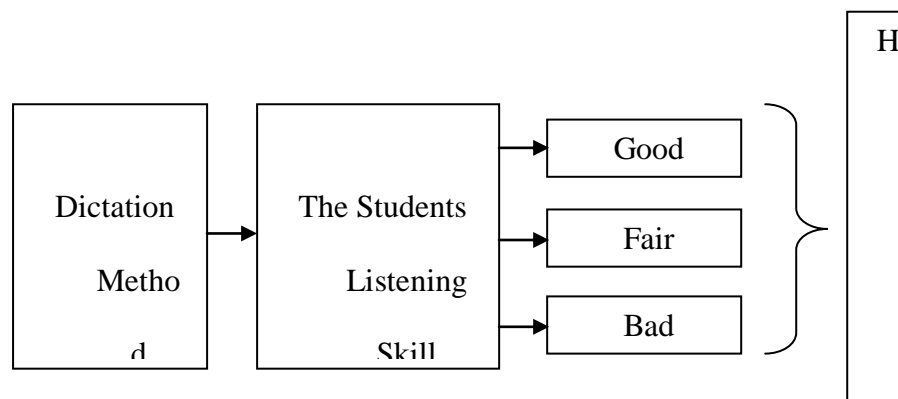 Dictation
Metho
d
The Students
Listening
Skill
Good
Fair
Bad
H